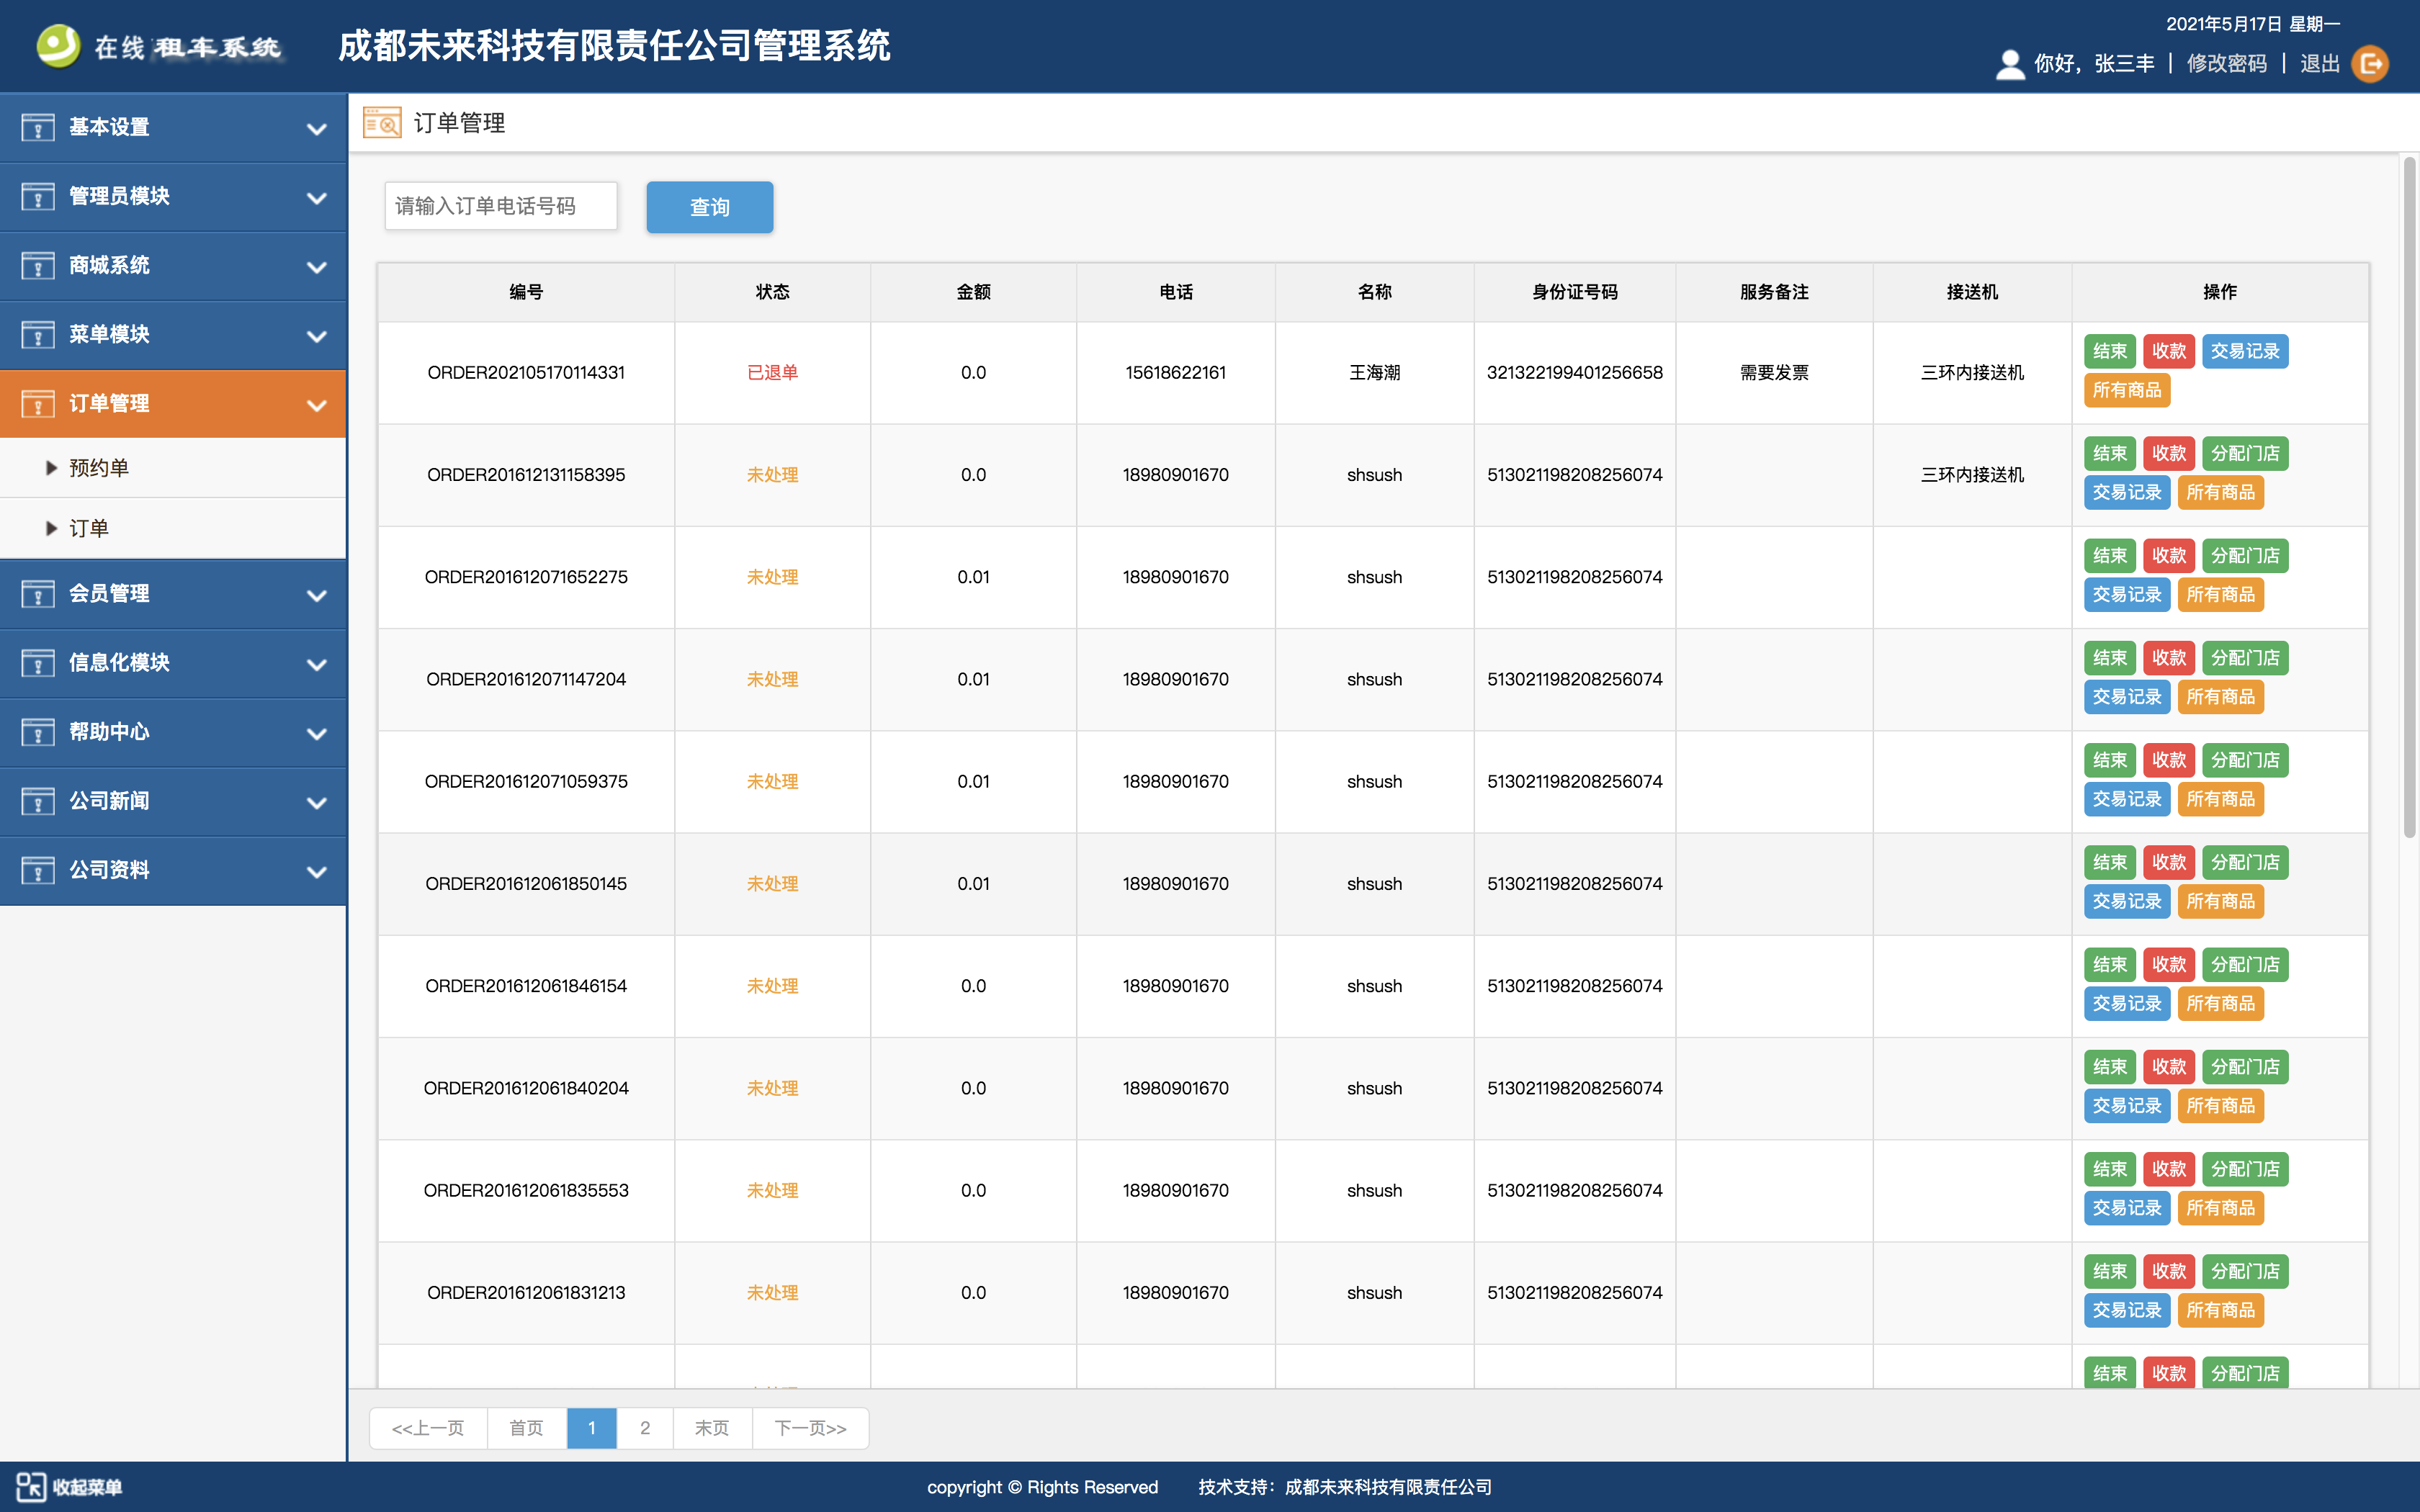 在线 租车系统
成都未来科技有限责任公司管理系统
2021年5月17日 星期一
你好，张三丰 | 修改密码 | 退出
基本设置
管理员模块
商城系统
菜单模块
订单管理
预约单
订单
会员管理
信息化模块
帮助中心
公司新闻
公司资料
订单管理
请输入订单电话号码 查询
编号 状态 金额 电话 名称 身份证号码 服务备注 接送机 操作
ORDER202105170114331 已退单 0.0 15618622161 王海潮 321322199401256658 需要发票 三环内接送机 结束 收款 交易记录
所有商品
ORDER201612131158395 未处理 0.0 18980901670 shsush 513021198208256074 三环内接送机 结束 收款 分配门店
交易记录 所有商品
ORDER201612071652275 未处理 0.01 18980901670 shsush 513021198208256074 结束 收款 分配门店
交易记录 所有商品
ORDER201612071147204 未处理 0.01 18980901670 shsush 513021198208256074 结束 收款 分配门店
交易记录 所有商品
ORDER201612071059375 未处理 0.01 18980901670 shsush 513021198208256074 结束 收款 分配门店
交易记录 所有商品
ORDER201612061850145 未处理 0.01 18980901670 shsush 513021198208256074 结束 收款 分配门店
交易记录 所有商品
ORDER201612061846154 未处理 0.0 18980901670 shsush 513021198208256074 结束 收款 分配门店
交易记录 所有商品
ORDER201612061840204 未处理 0.0 18980901670 shsush 513021198208256074 结束 收款 分配门店
交易记录 所有商品
ORDER201612061835553 未处理 0.0 18980901670 shsush 513021198208256074 结束 收款 分配门店
交易记录 所有商品
ORDER201612061831213 未处理 0.0 18980901670 shsush 513021198208256074 结束 收款 分配门店
交易记录 所有商品
结束 收款 分配门店
<<上一页 首页 1 2 末页 下一页>>
收起菜单
copyright © Rights Reserved 技术支持：成都未来科技有限责任公司